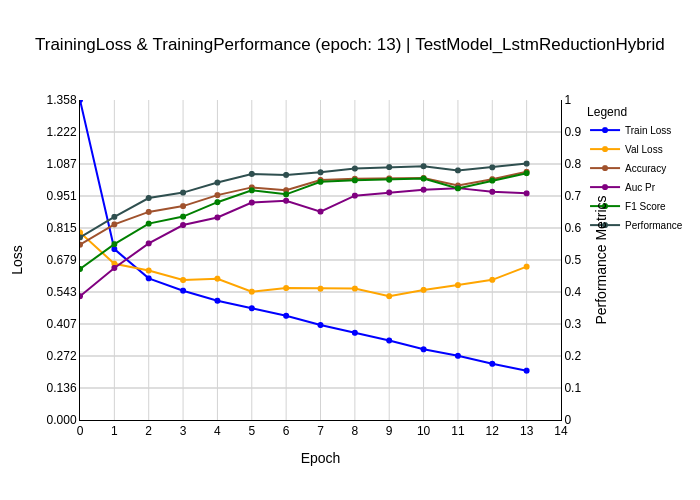 TrainingLoss & TrainingPerformance (epoch: 13) | TestModel_LstmReductionHybrid
1.358
1.222
1.087
0.951
0.815
0.679
0.543
0.407
0.272
0.136
0.000
Loss
0 1 2 3 4 5 6 7 8 9 10 11 12 13 14
Epoch
1
0.9
0.8
0.7
0.6
0.5
0.4
0.3
0.2
0.1
0
Performance Metrics
Legend
Train Loss
Val Loss
Accuracy
Auc Pr
F1 Score
Performance